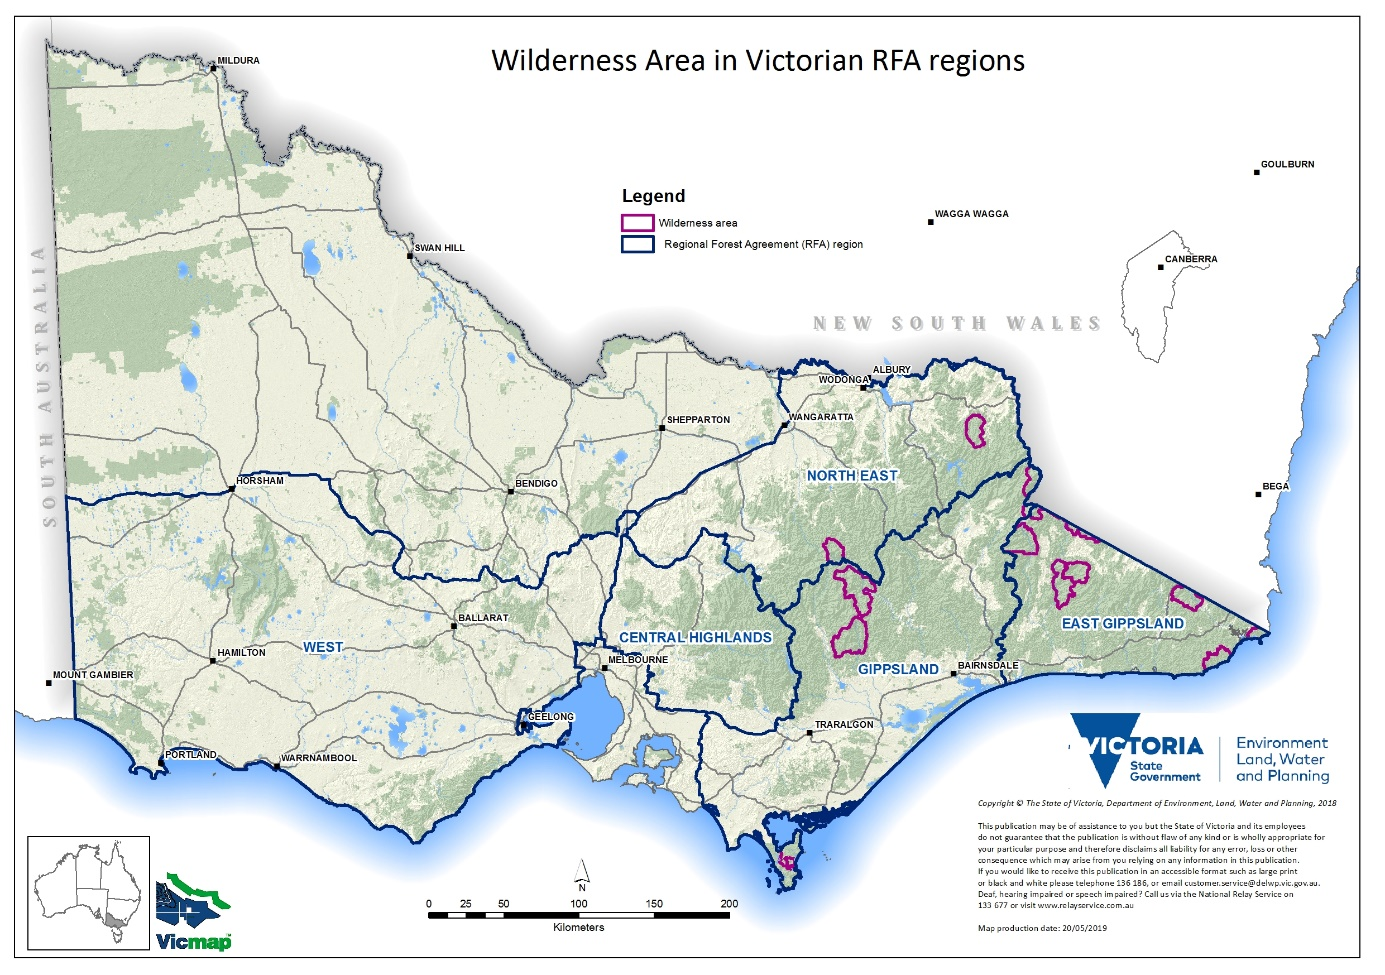 Wilderness Area in Victorian RFA regions
MILDURA
GOULBURN
Legend
Wilderness area
Regional Forest Agreement (RFA) region
WAGGA WAGGA
SWAN HILL
CANBERRA
SOUTH AUSTRALIA
NEW SOUTH WALES
ALBURY
WODONGA
SHEPPARTON
WANGARATTA
NORTH EAST
HORSHAM
BENDIGO
BEGA
BALLARAT
EAST GIPPSLAND
CENTRAL HIGHLANDS
WEST
HAMILTON
MELBOURNE
GIPPSLAND
BAIRNSDALE
MOUNT GAMBIER
GEELONG
TRARALGON
PORTLAND
WARRNAMBOOL
VICTORIA
State
Government
Environment
Land, Water
and Planning
Copyright © The State of Victoria, Department of Environment, Land, Water and Planning, 2018
This publication may be of assistance to you but the State of Victoria and its employees
do not guarantee that the publication is without flaw of any kind or is wholly appropriate for
your particular purpose and therefore disclaims all liability for any error, loss or other
consequence which may arise from you relying on any information in this publication.
If you would like to receive this publication in an accessible format such as large print
or black and white please telephone 136 186, or email customer.service@delwp.vic.gov.au.
Deaf, hearing impaired or speech impaired? Call us via the National Relay Service on
133 677 or visit www.relayservice.com.au
Map production date: 20/05/2019
N
0 25 50 100 150 200
Kilometers
Vicmap